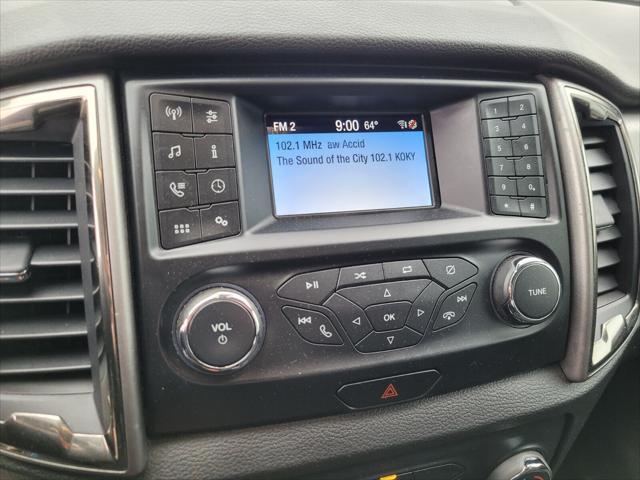 FM 2 9:00 64°
102.1 MHz aw Accid
The Sound of the City 102.1 KOKY
1 2
3 4
5 6
7 8
9 0
* #
i
VOL
OK
TUNE